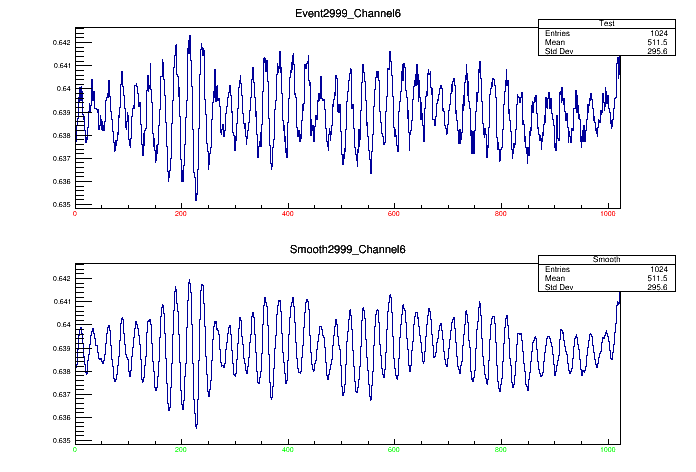 Event2999_Channel6
Test
Entries 1024
Mean 511.5
Std Dev 295.6
0.642
0.641
0.64
0.639
0.638
0.637
0.636
0.635
0 200 400 600 800 1000
Smooth2999_Channel6
Smooth
Entries 1024
Mean 511.5
Std Dev 295.6
0.642
0.641
0.64
0.639
0.638
0.637
0.636
0.635
0 200 400 600 800 1000